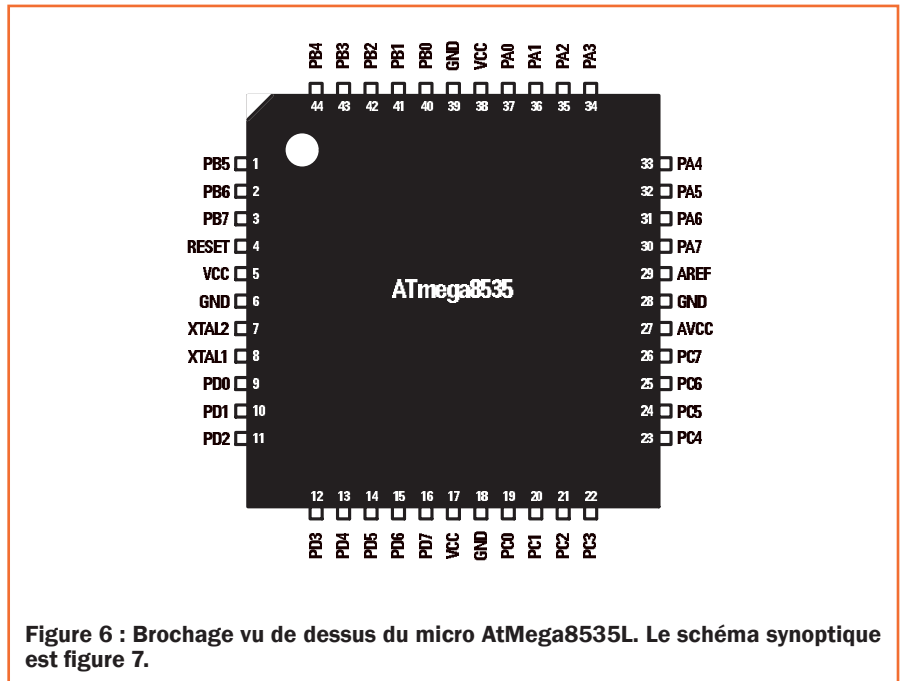 PB4 PB3 PB2 PB1 PB0 GND VCC PA0 PA1 PA2 PA3
44 43 42 41 40 39 38 37 36 35 34
PB5 1 33 PA4
PB6 2 32 PA5
PB7 3 31 PA6
RESET 4 30 PA7
VCC 5 29 AREF
ATmega8535
GND 6 28 GND
XTAL2 7 27 AVCC
XTAL1 8 26 PC7
PD0 9 25 PC6
PD1 10 24 PC5
PD2 11 23 PC4
12 13 14 15 16 17 18 19 20 21 22
PD3 PD4 PD5 PD6 PD7 VCC GND PC0 PC1 PC2 PC3
Figure 6 : Brochage vu de dessus du micro AtMega8535L. Le schéma synoptique
est figure 7.